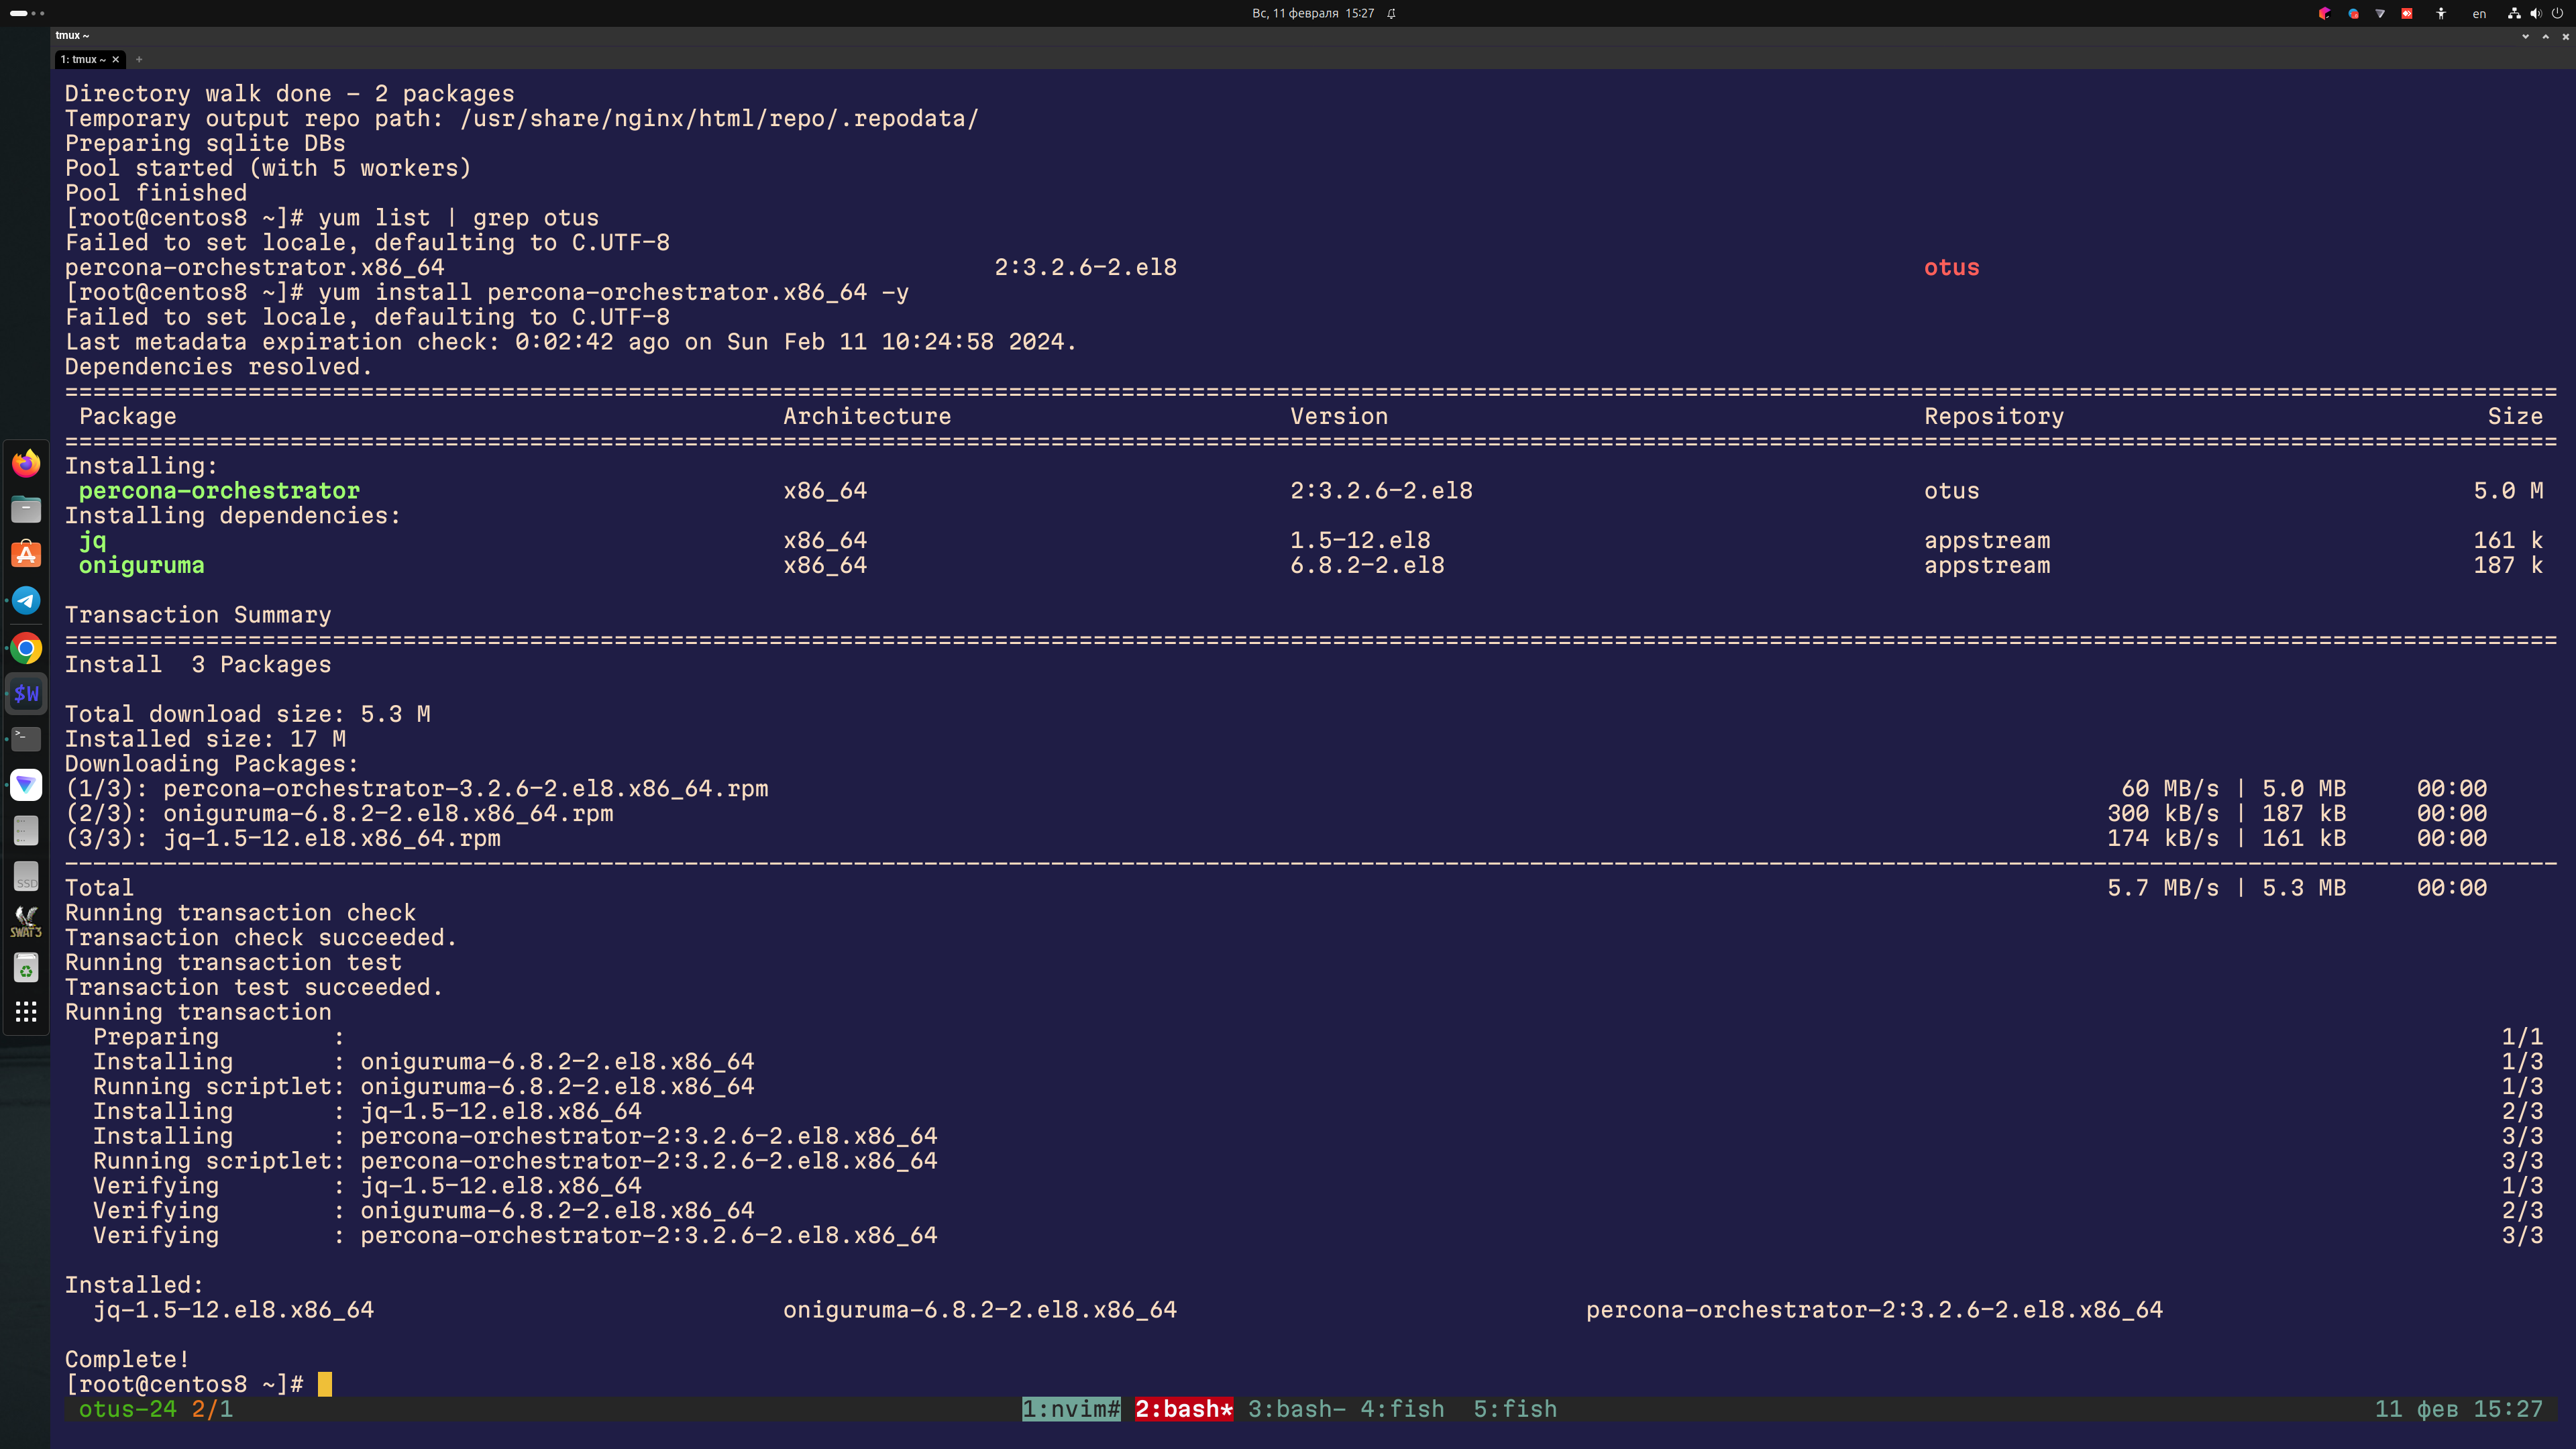 Вс, 11 февраля 15:27
en
tmux ~
1: tmux ~ × +
Directory walk done - 2 packages
Temporary output repo path: /usr/share/nginx/html/repo/.repodata/
Preparing sqlite DBs
Pool started (with 5 workers)
Pool finished
[root@centos8 ~]# yum list | grep otus
Failed to set locale, defaulting to C.UTF-8
percona-orchestrator.x86_64 2:3.2.6-2.el8 otus
[root@centos8 ~]# yum install percona-orchestrator.x86_64 -y
Failed to set locale, defaulting to C.UTF-8
Last metadata expiration check: 0:02:42 ago on Sun Feb 11 10:24:58 2024.
Dependencies resolved.
Package Architecture Version Repository Size
Installing:
percona-orchestrator x86_64 2:3.2.6-2.el8 otus 5.0 M
Installing dependencies:
jq x86_64 1.5-12.el8 appstream 161 k
oniguruma x86_64 6.8.2-2.el8 appstream 187 k
Transaction Summary
Install 3 Packages
Total download size: 5.3 M
Installed size: 17 M
Downloading Packages:
(1/3): percona-orchestrator-3.2.6-2.el8.x86_64.rpm 60 MB/s | 5.0 MB 00:00
(2/3): oniguruma-6.8.2-2.el8.x86_64.rpm 300 kB/s | 187 kB 00:00
(3/3): jq-1.5-12.el8.x86_64.rpm 174 kB/s | 161 kB 00:00
Total 5.7 MB/s | 5.3 MB 00:00
Running transaction check
Transaction check succeeded.
Running transaction test
Transaction test succeeded.
Running transaction
Preparing : 1/1
Installing : oniguruma-6.8.2-2.el8.x86_64 1/3
Running scriptlet: oniguruma-6.8.2-2.el8.x86_64 1/3
Installing : jq-1.5-12.el8.x86_64 2/3
Installing : percona-orchestrator-2:3.2.6-2.el8.x86_64 3/3
Running scriptlet: percona-orchestrator-2:3.2.6-2.el8.x86_64 3/3
Verifying : jq-1.5-12.el8.x86_64 1/3
Verifying : oniguruma-6.8.2-2.el8.x86_64 2/3
Verifying : percona-orchestrator-2:3.2.6-2.el8.x86_64 3/3
Installed:
jq-1.5-12.el8.x86_64 oniguruma-6.8.2-2.el8.x86_64 percona-orchestrator-2:3.2.6-2.el8.x86_64
Complete!
[root@centos8 ~]#
otus-24 2/1 1:nvim# 2:bash* 3:bash- 4:fish 5:fish 11 фев 15:27
$W
>_
SSD
SWAT3